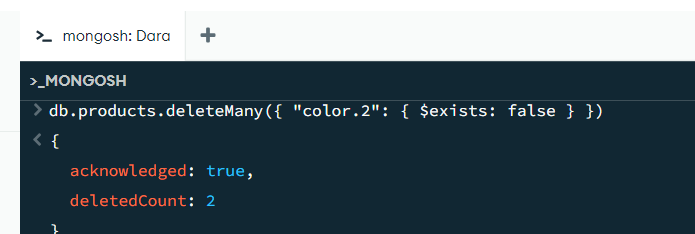 >_ mongosh: Dara +
>_MONGOSH
> db.products.deleteMany({ "color.2": { $exists: false } })
< {
acknowledged: true,
deletedCount: 2
}